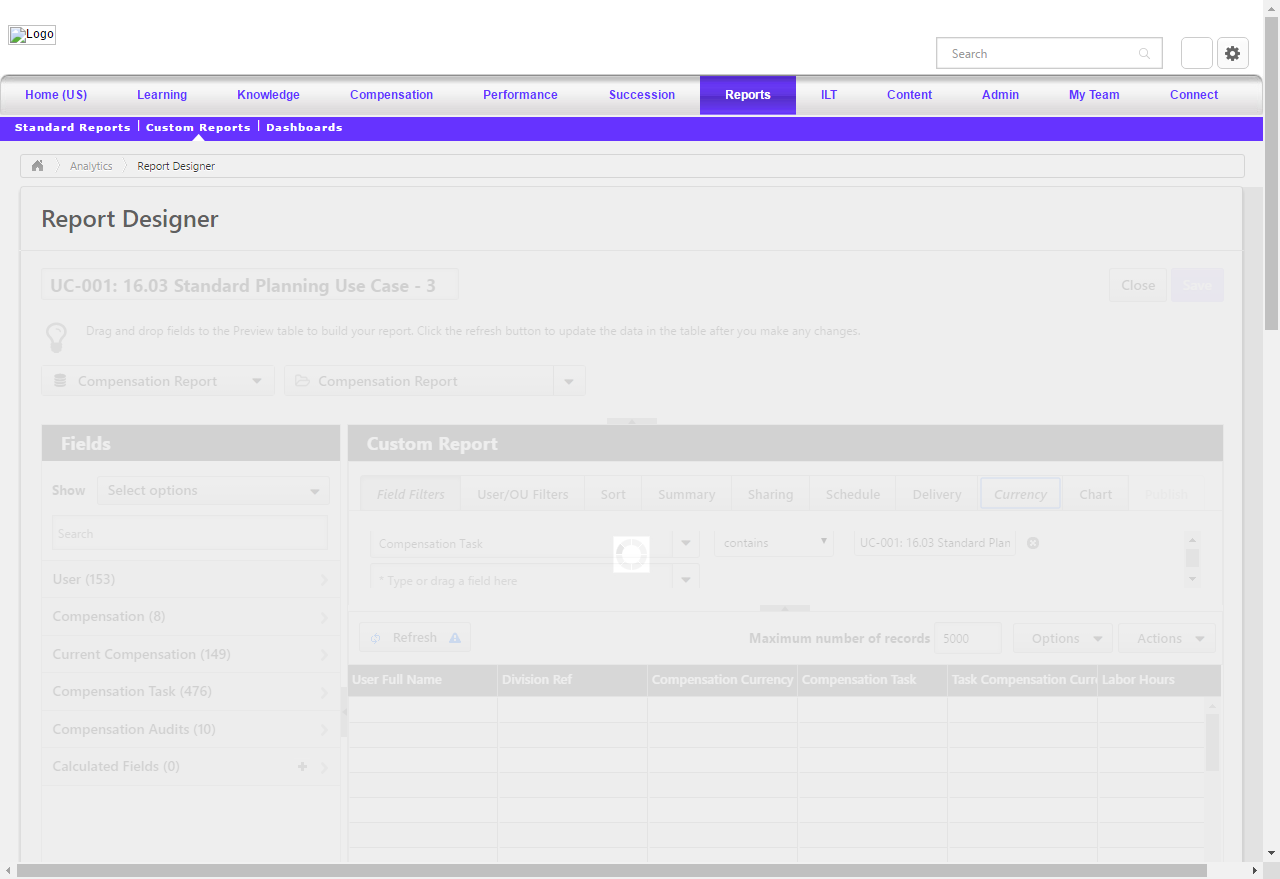 Logo
Search
Home (US) Learning Knowledge Compensation Performance Succession Reports ILT Content Admin My Team Connect
Standard Reports Custom Reports Dashboards
Analytics Report Designer
Report Designer
UC-001: 16.03 Standard Planning Use Case - 3 Close Save
Drag and drop fields to the Preview table to build your report. Click the refresh button to update the data in the table after you make any changes.
Compensation Report Compensation Report
Fields Custom Report
Show Select options Field Filters User/OU Filters Sort Summary Sharing Schedule Delivery Currency Chart Publish
Search Compensation Task contains UC-001: 16.03 Standard Plan
* Type or drag a field here
User (153)
Compensation (8)
Current Compensation (149)
Compensation Task (476)
Compensation Audits (10)
Calculated Fields (0)
Refresh Maximum number of records 5000 Options Actions
User Full Name Division Ref Compensation Currency Compensation Task Task Compensation Curr Labor Hours